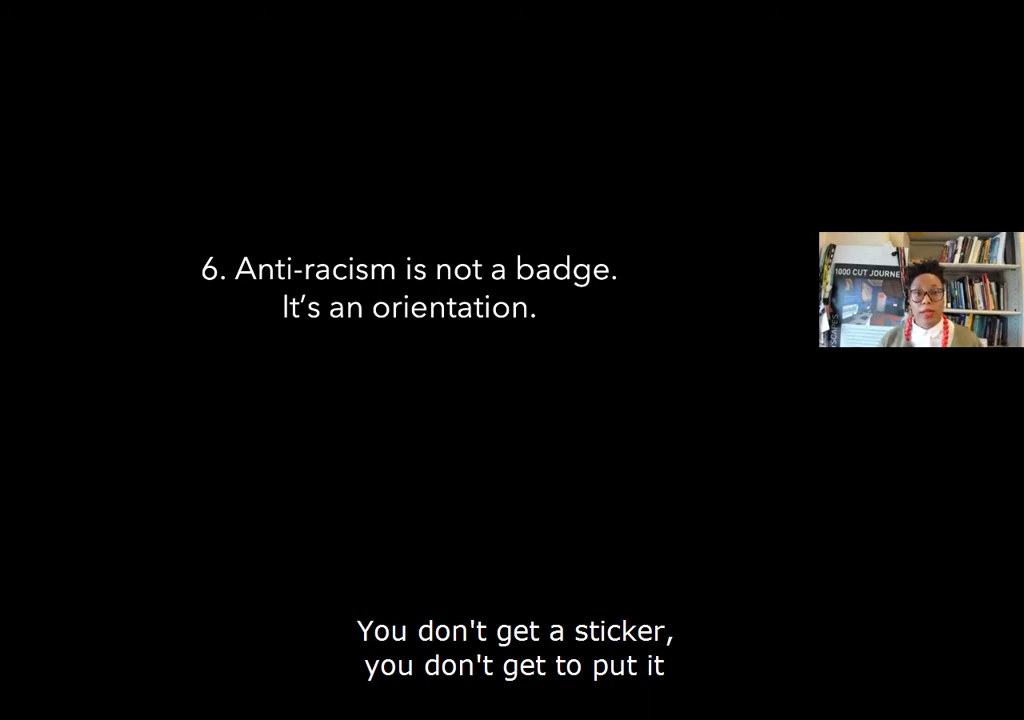 6. Anti-racism is not a badge.
It’s an orientation.
1000 CUT JOURNE
You don't get a sticker,
you don't get to put it